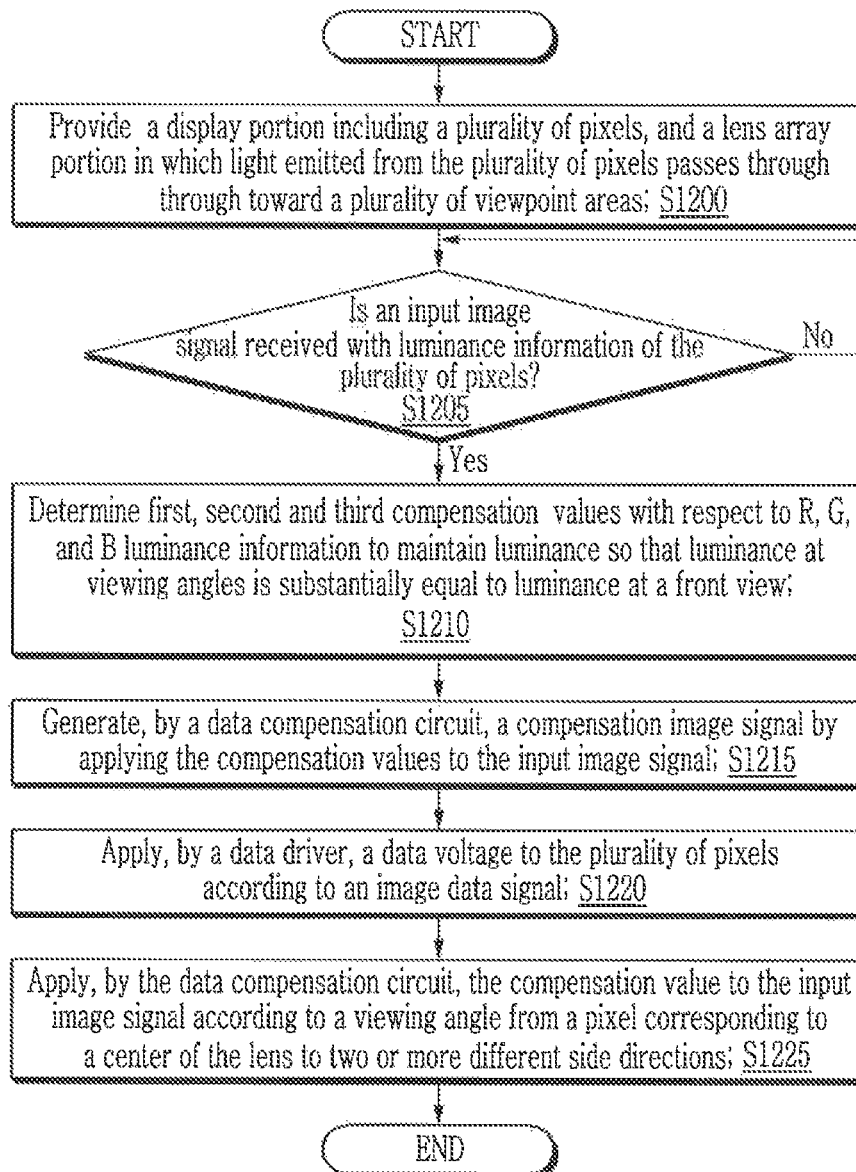 START
Provide a display portion including a plurality of pixels, and a lens array
portion in which light emitted from the plurality of pixels passes through
through toward a plurality of viewpoint areas; S1200
Is an input image
signal received with luminance information of the
plurality of pixels?
S1205
No
Yes
Determine first, second and third compensation values with respect to R, G,
and B luminance information to maintain luminance so that luminance at
viewing angles is substantially equal to luminance at a front view;
S1210
Generate, by a data compensation circuit, a compensation image signal by
applying the compensation values to the input image signal; S1215
Apply, by a data driver, a data voltage to the plurality of pixels
according to an image data signal; S1220
Apply, by the data compensation circuit, the compensation value to the input
image signal according to a viewing angle from a pixel corresponding to
a center of the lens to two or more different side directions; S1225
END